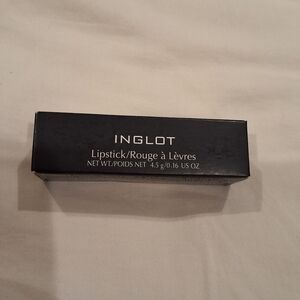 INGLOT
Lipstick/Rouge à Lèvres
NET WT./POIDS NET 4.5 g/0.16 US OZ